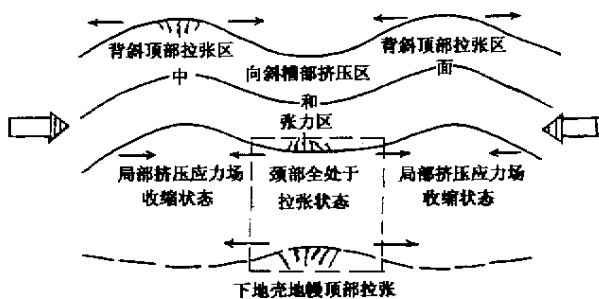 背斜顶部拉张区
背斜顶部拉张区
向斜槽部挤压区
中
和
面
张力区
局部挤压应力场
收缩状态
颈部全处于
拉张状态
局部挤压应力场
收缩状态
下地壳地幔顶部拉张